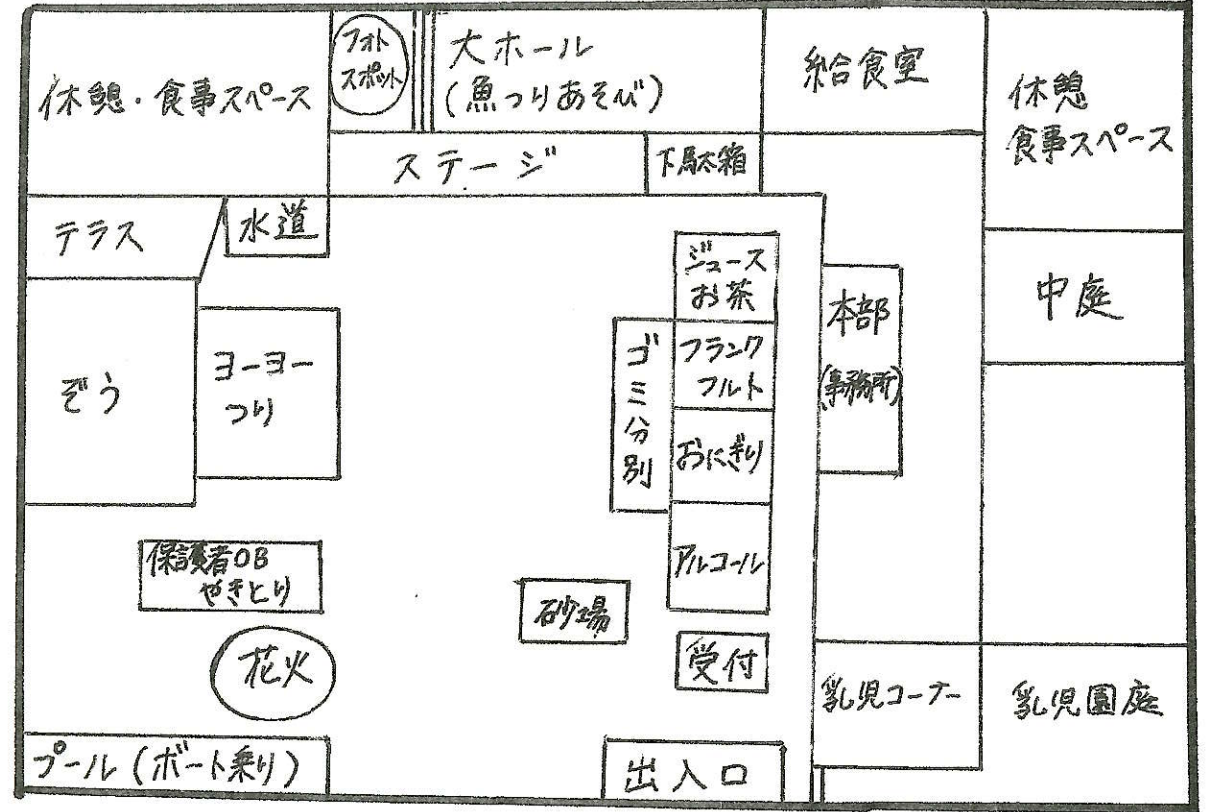 休憩・食事スペース
フォト
スポット
大ホール
(魚つりあそび)
給食室
休憩
食事スペース
ステージ
下駄箱
テラス
水道
ジュース
お茶
本部
(事務所)
中庭
ぞう
ヨーヨー
つり
ゴミ分別
フランク
フルト
おにぎり
アルコール
保護者OB
やきとり
砂場
花火
受付
乳児コーナー
乳児園庭
プール(ボート乗り)
出入口